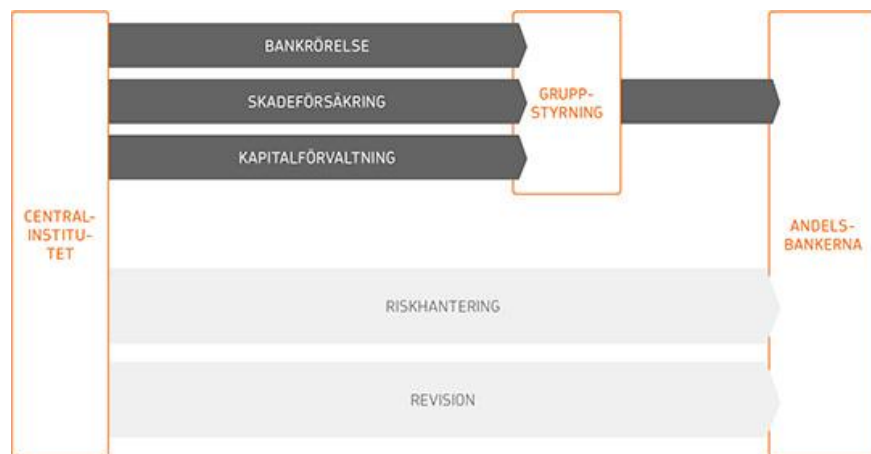 BANKRÖRELSE
SKADEFÖRSÄKRING
KAPITALFÖRVALTNING
GRUPP-
STYRNING
CENTRAL-
INSTITU-
TET
ANDELS-
BANKERNA
RISKHANTERING
REVISION